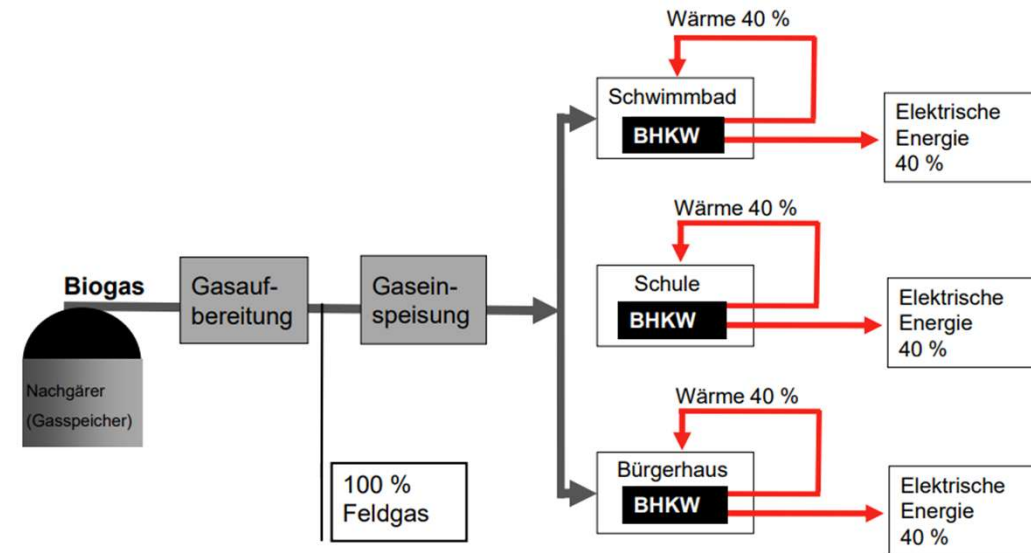 Wärme 40 %
Schwimmbad
BHKW
Elektrische
Energie
40 %
Wärme 40 %
Schule
BHKW
Elektrische
Energie
40 %
Biogas
Gasauf-
bereitung
Gasein-
speisung
Nachgärer
(Gasspeicher)
100 %
Feldgas
Wärme 40 %
Bürgerhaus
BHKW
Elektrische
Energie
40 %